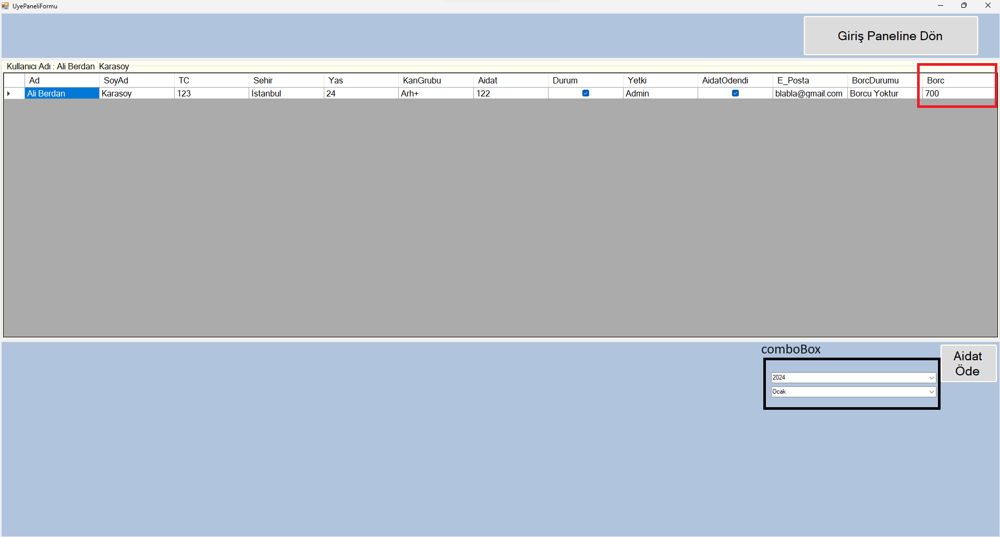 UyePaneliFormu
Giriş Paneline Dön
Kullanıcı Adı : Ali Berdan  Karasoy
Ad SoyAd TC Sehir Yas KanGrubu Aidat Durum Yetki AidatOdendi E_Posta BorcDurumu Borc
Ali Berdan Karasoy 123 İstanbul 24 Arh+ 122 Admin blabla@gmail.com Borcu Yoktur 700
comboBox
Aidat
Öde
2024
Ocak